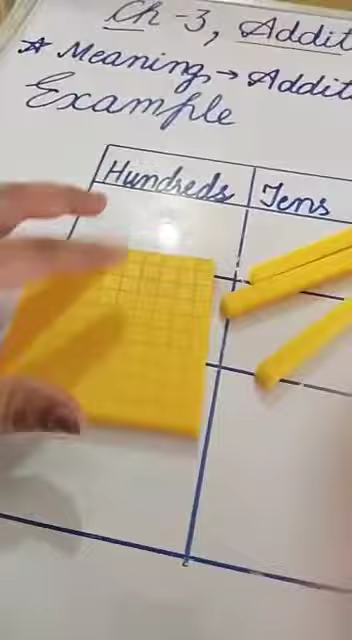 Ch-3, Addit
☆ Meaning → Addit
Example
Hundreds Tens